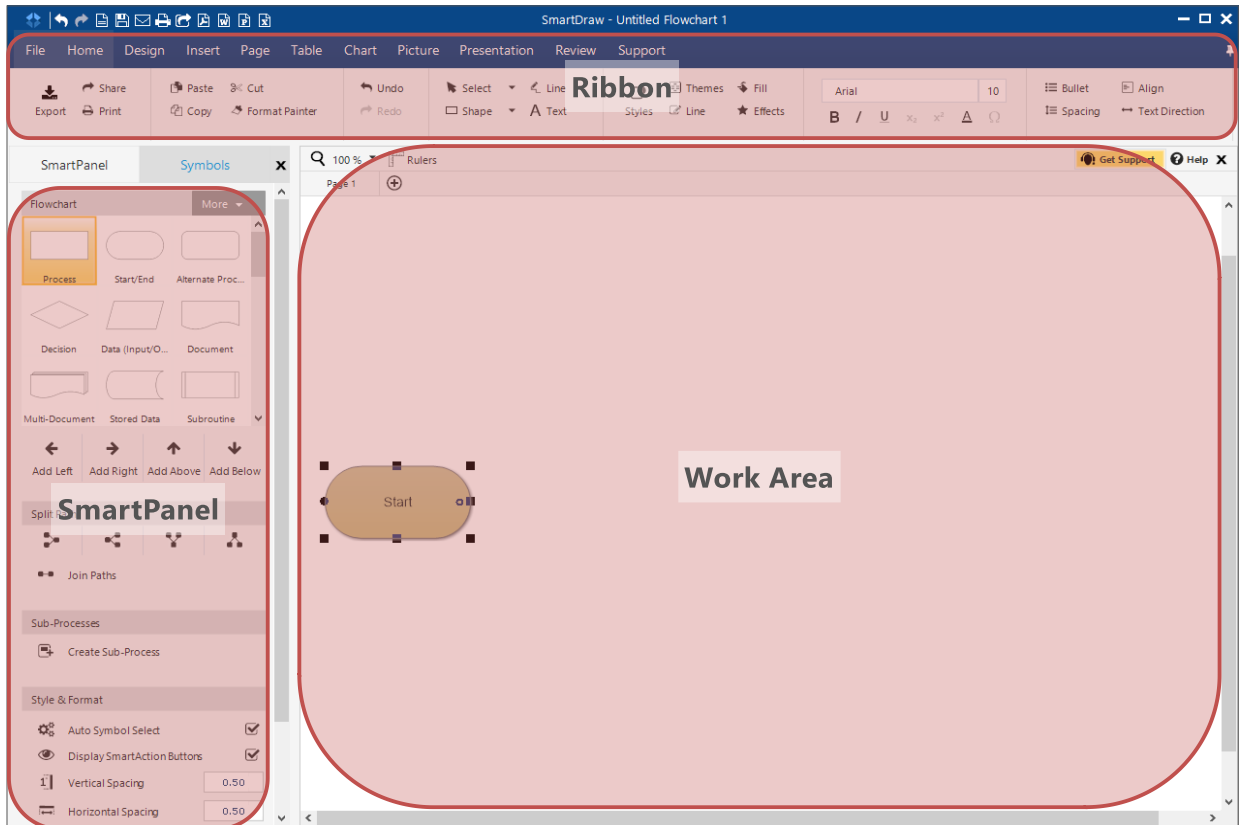 SmartDraw - Untitled Flowchart 1
File Home Design Insert Page Table Chart Picture Presentation Review Support
Share Paste Cut Undo Select Line Themes Fill Arial 10 Bullet Align
Ribbon
Export Print Copy Format Painter Redo Shape A Text Styles Line Effects B / U x₂ x² A Ω Spacing Text Direction
SmartPanel Symbols X
100 % Rulers Get Support Help X
Page 1
Flowchart More
Process Start/End Alternate Proc...
Decision Data (Input/O... Document
Multi-Document Stored Data Subroutine
Add Left Add Right Add Above Add Below
Split
SmartPanel
Join Paths
Sub-Processes
Create Sub-Process
Style & Format
Auto Symbol Select
Display SmartAction Buttons
Vertical Spacing 0.50
Horizontal Spacing 0.50
Start
Work Area